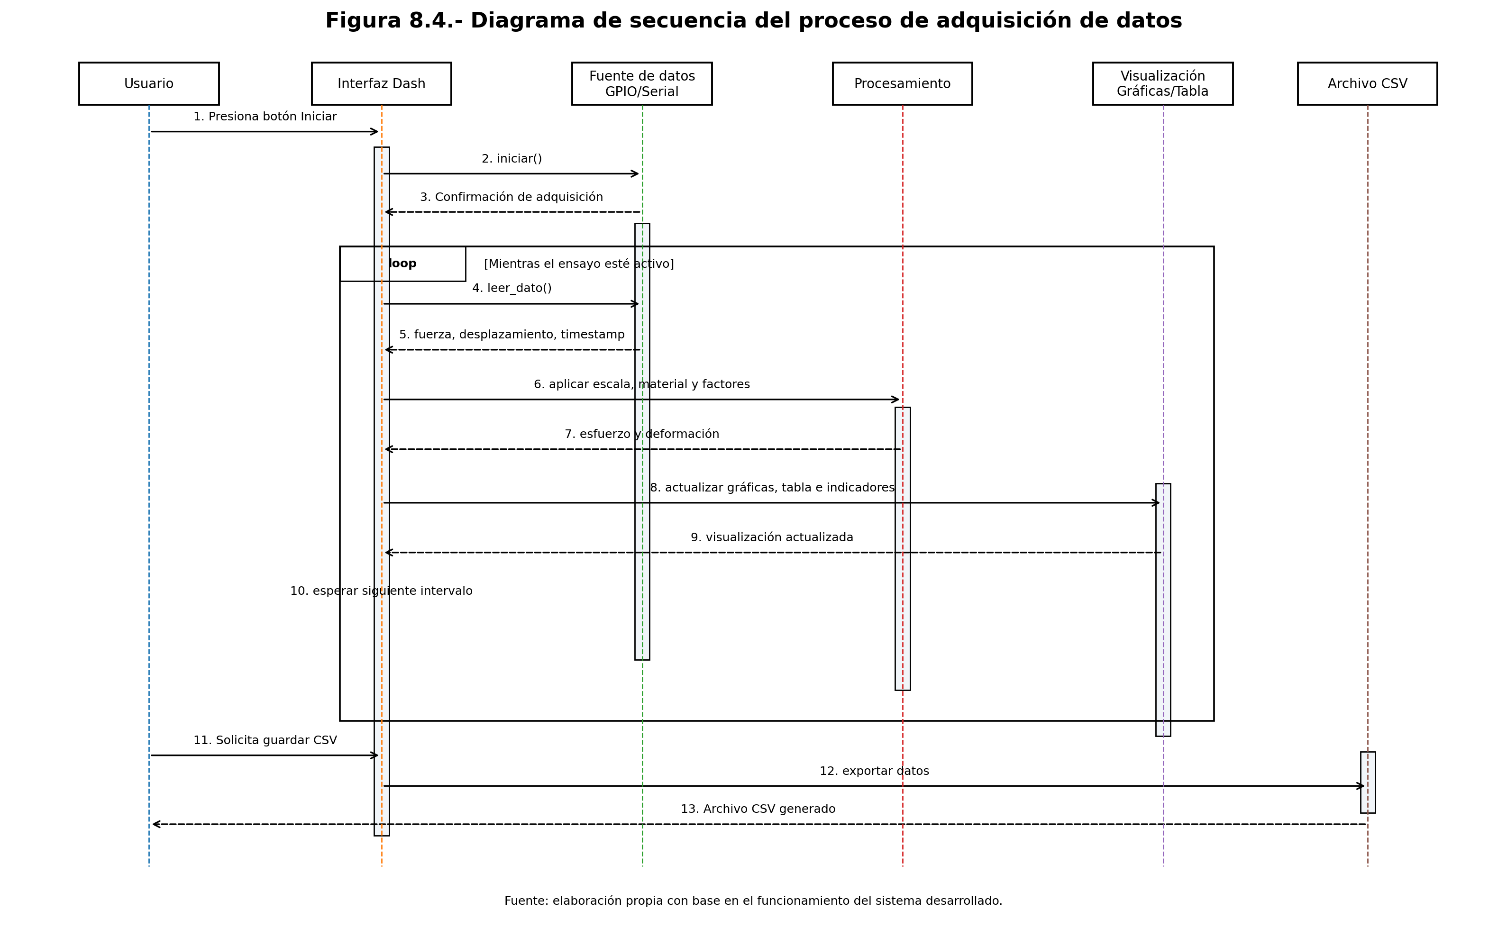 Figura 8.4.- Diagrama de secuencia del proceso de adquisición de datos
Usuario
Interfaz Dash
Fuente de datos
GPIO/Serial
Procesamiento
Visualización
Gráficas/Tabla
Archivo CSV
1. Presiona botón Iniciar
2. iniciar()
3. Confirmación de adquisición
loop
[Mientras el ensayo esté activo]
4. leer_dato()
5. fuerza, desplazamiento, timestamp
6. aplicar escala, material y factores
7. esfuerzo y deformación
8. actualizar gráficas, tabla e indicadores
9. visualización actualizada
10. esperar siguiente intervalo
11. Solicita guardar CSV
12. exportar datos
13. Archivo CSV generado
Fuente: elaboración propia con base en el funcionamiento del sistema desarrollado.